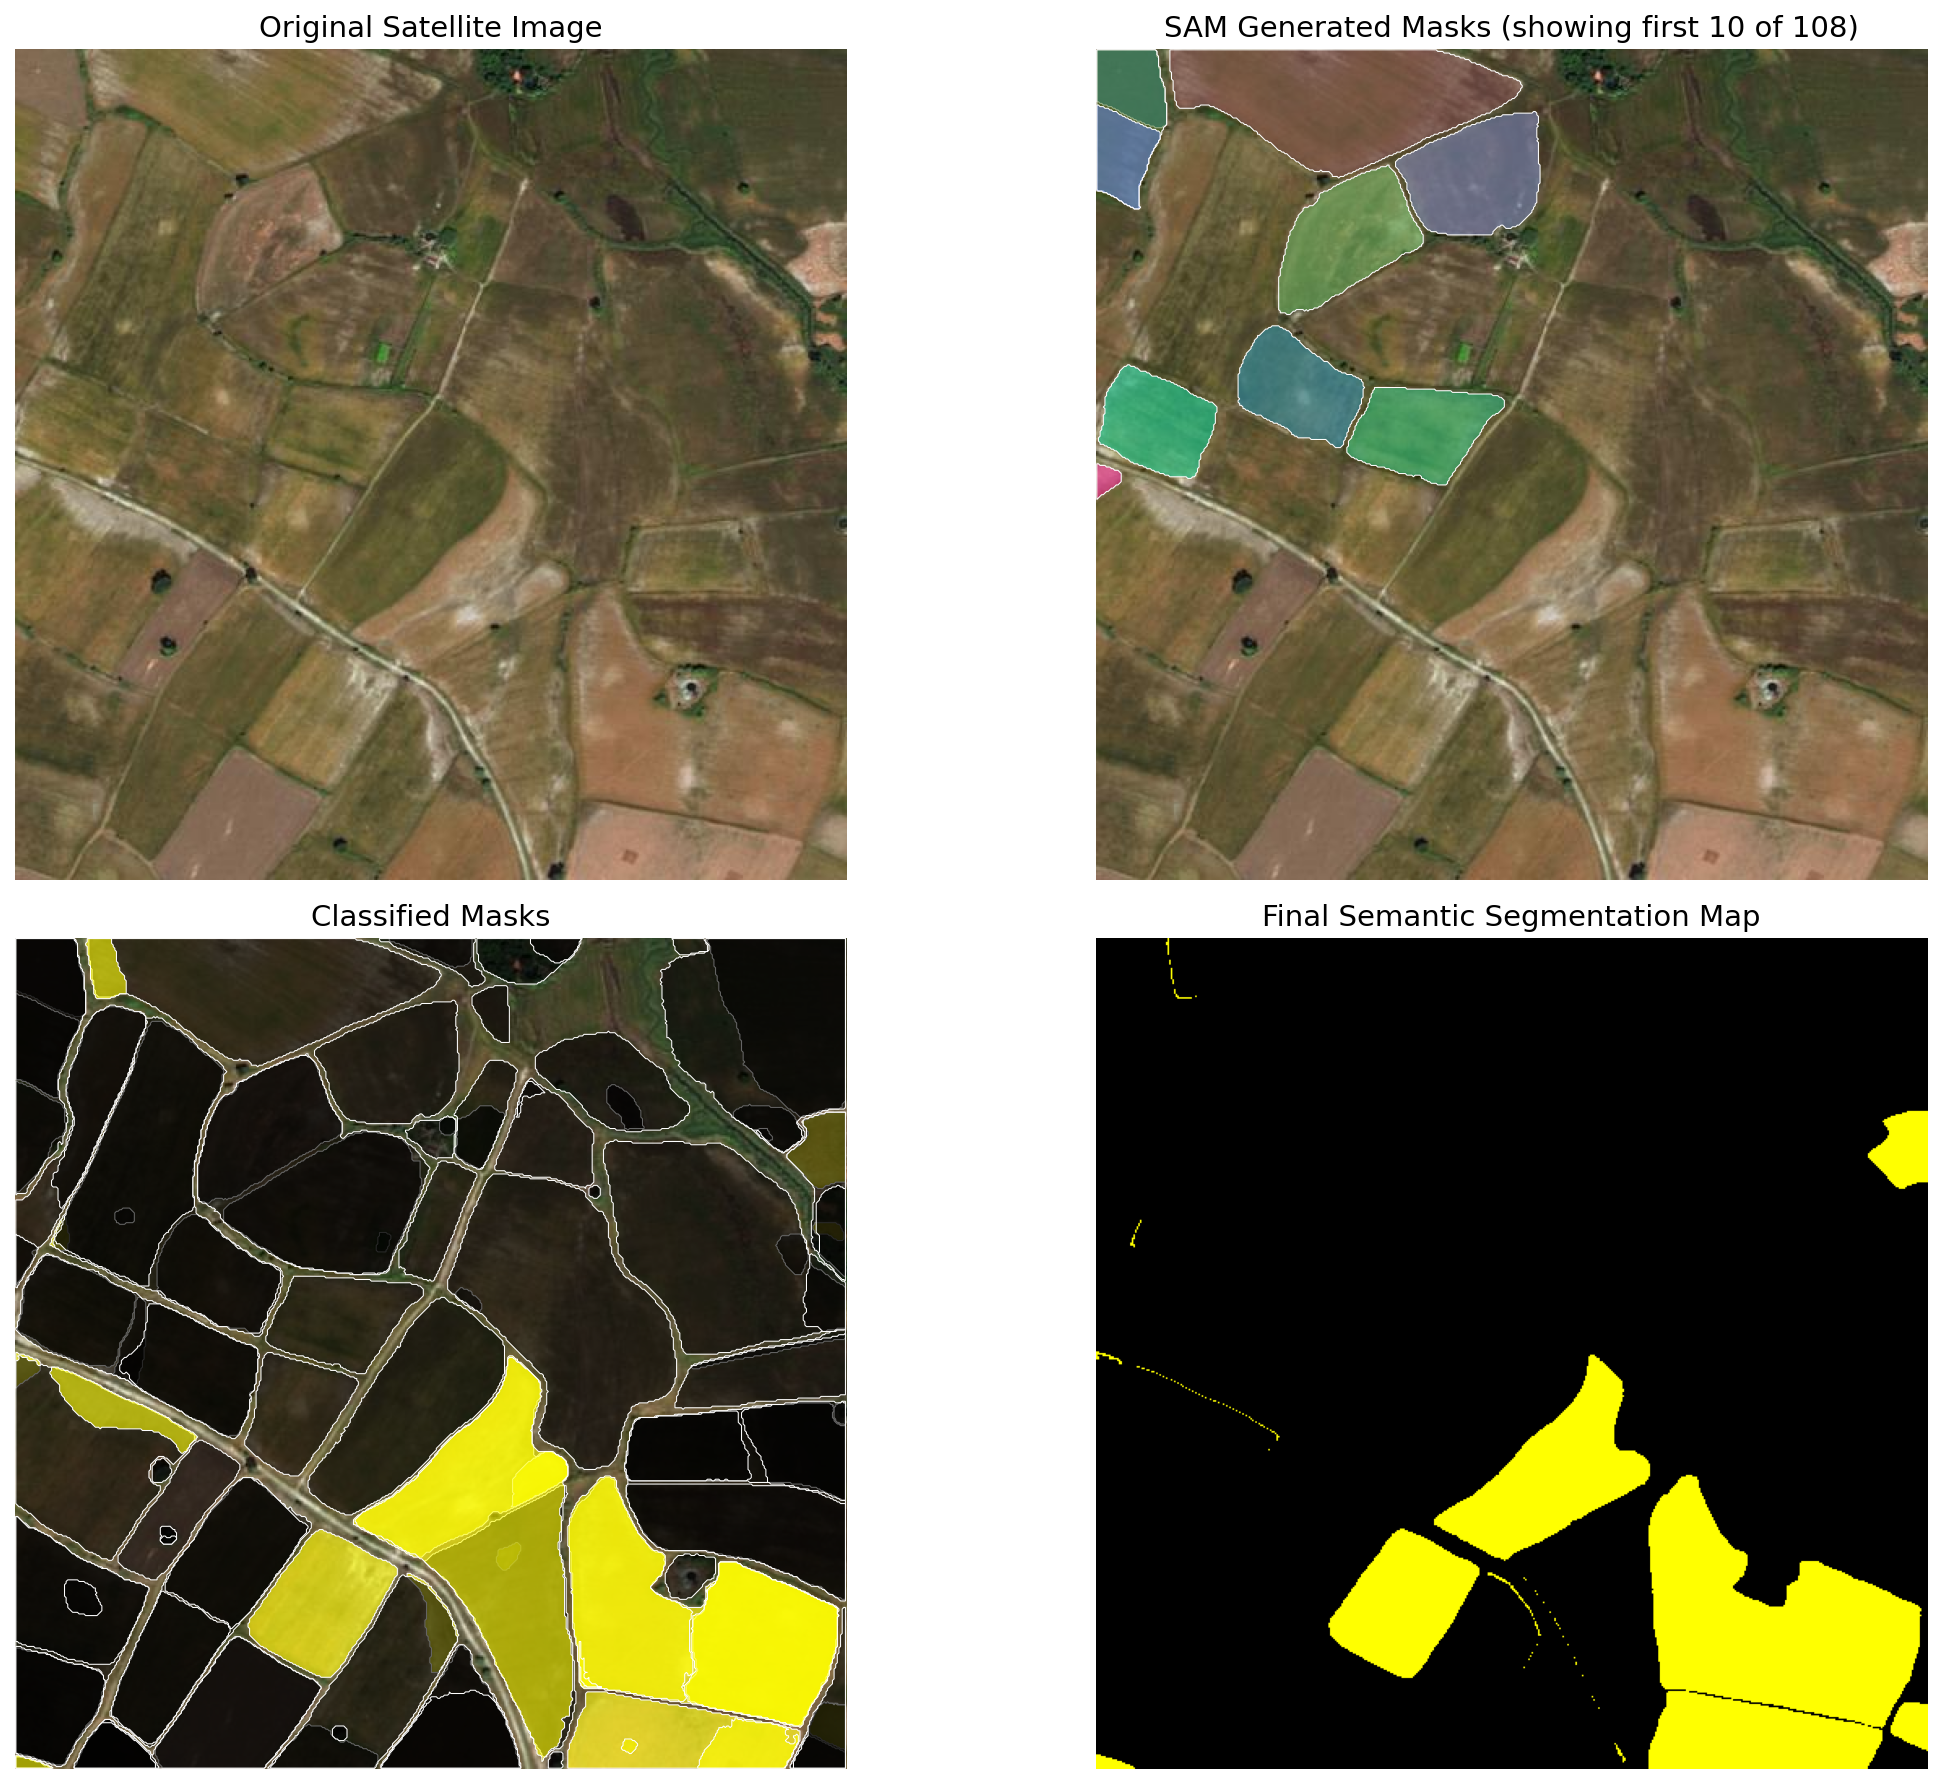 Original Satellite Image
SAM Generated Masks (showing first 10 of 108)
Classified Masks
Final Semantic Segmentation Map